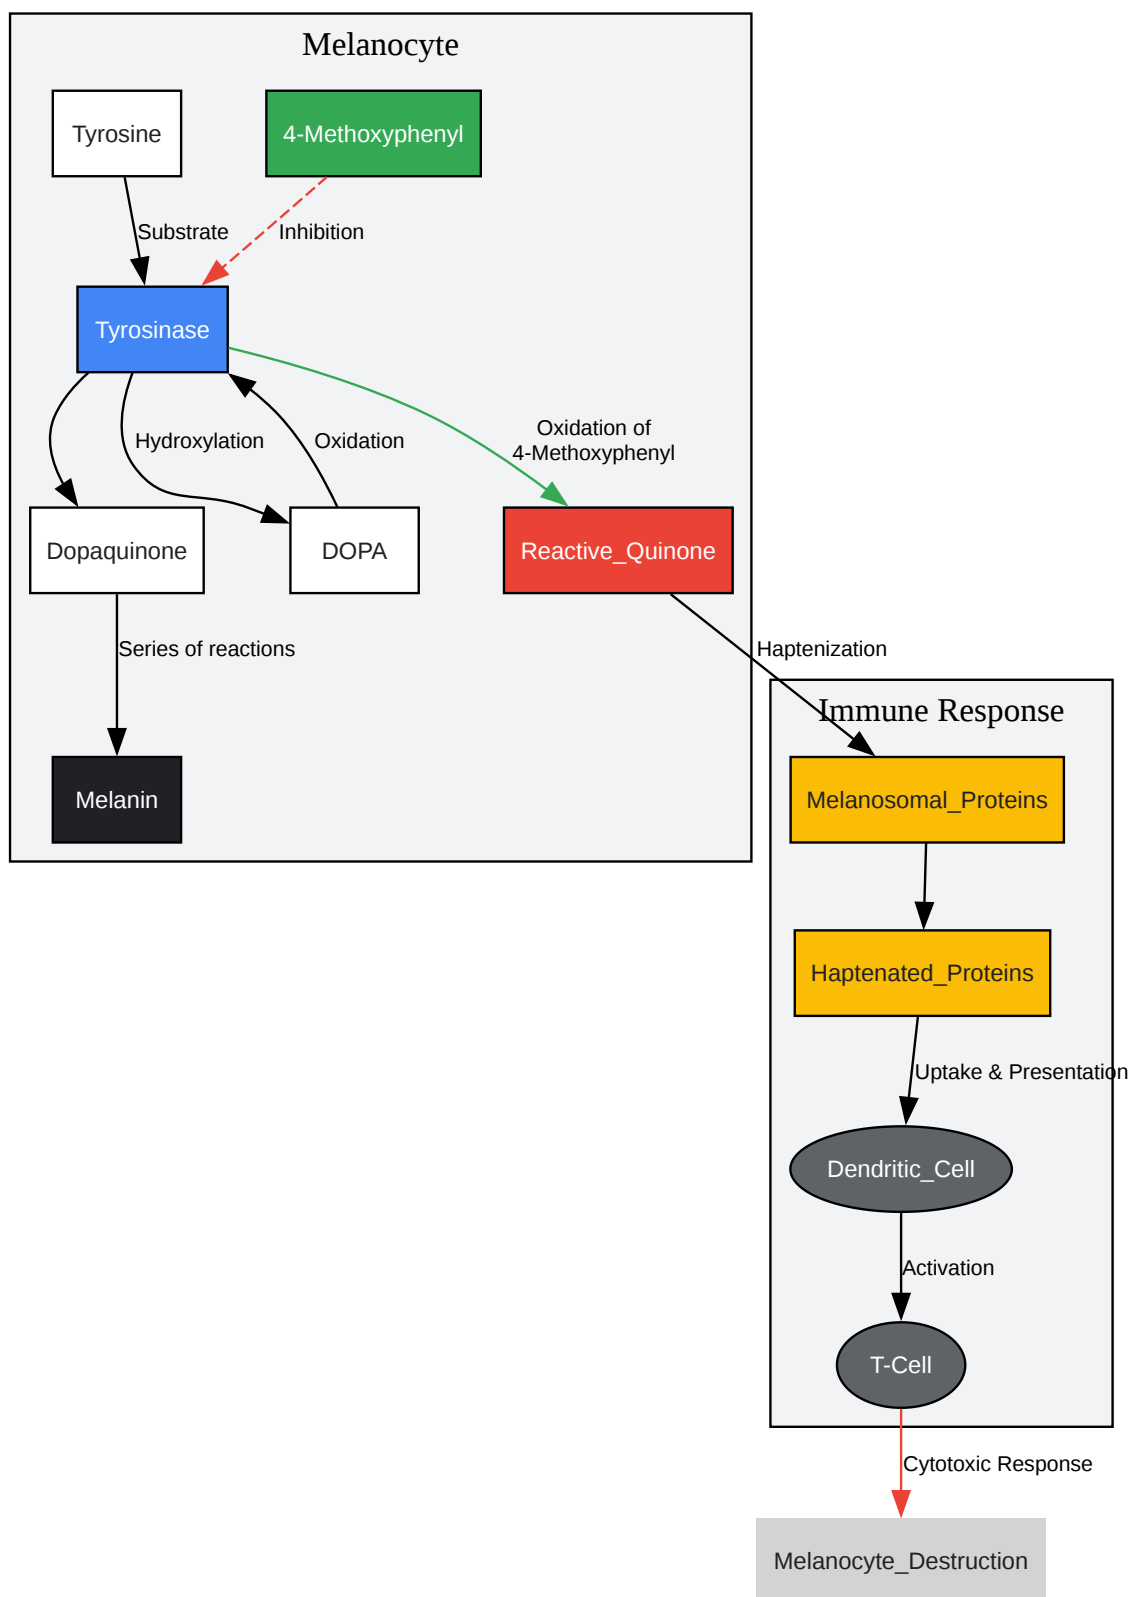 Melanocyte
Tyrosine
4-Methoxyphenyl
Substrate
Inhibition
Tyrosinase
Hydroxylation
Oxidation
Oxidation of
4-Methoxyphenyl
Dopaquinone
DOPA
Reactive_Quinone
Series of reactions
Haptenization
Immune Response
Melanin
Melanosomal_Proteins
Haptenated_Proteins
Uptake & Presentation
Dendritic_Cell
Activation
T-Cell
Cytotoxic Response
Melanocyte_Destruction